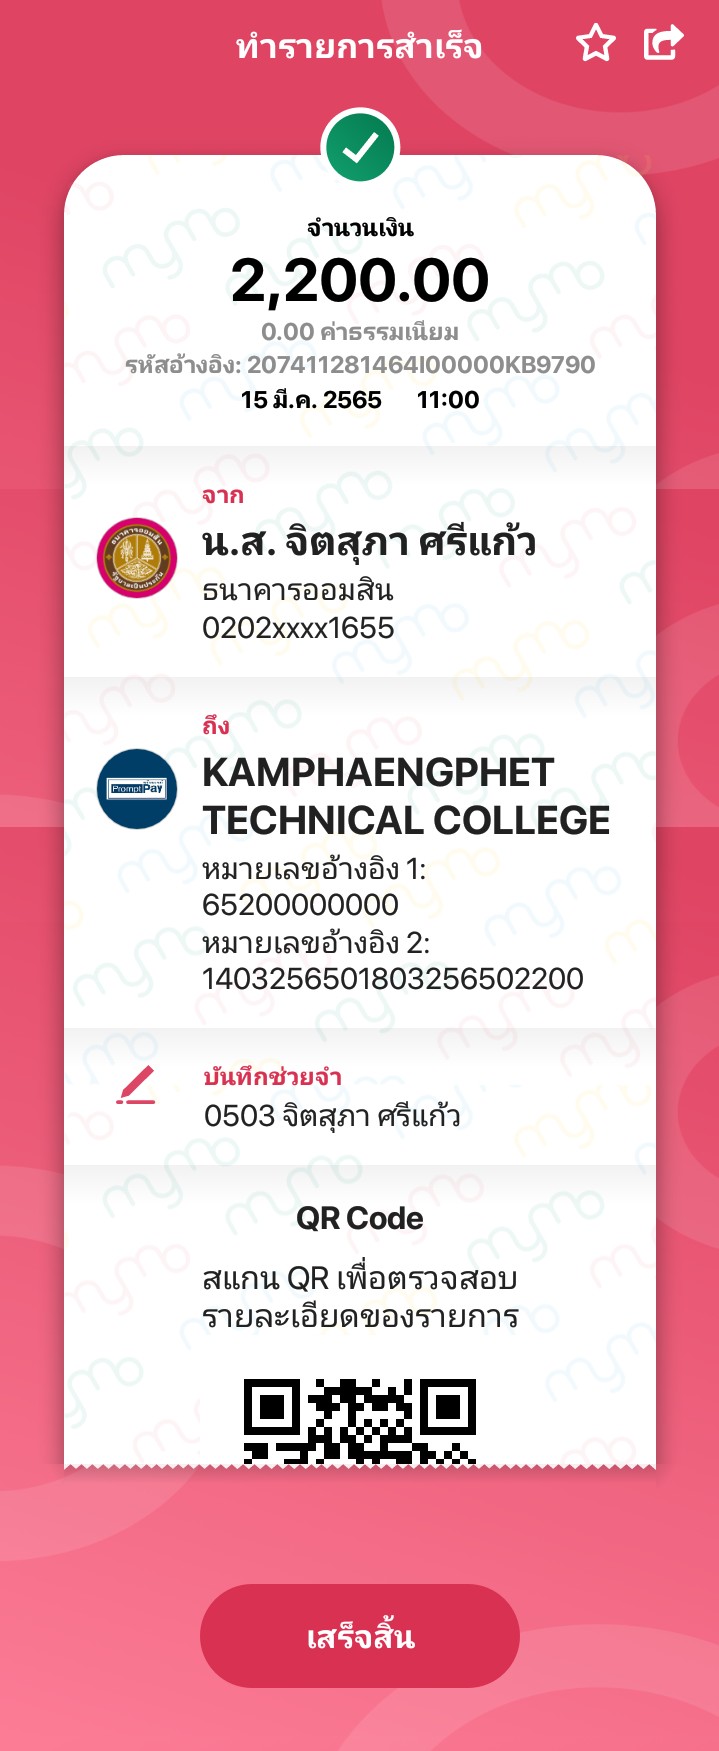 ทำรายการสำเร็จ
จำนวนเงิน
2,200.00
0.00 ค่าธรรมเนียม
รหัสอ้างอิง: 207411281464I00000KB9790
15 มี.ค. 2565 11:00
จาก
น.ส. จิตสุภา ศรีแก้ว
ธนาคารออมสิน
0202xxxx1655
ถึง
PromptPay
KAMPHAENGPHET
TECHNICAL COLLEGE
หมายเลขอ้างอิง 1:
65200000000
หมายเลขอ้างอิง 2:
1403256501803256502200
บันทึกช่วยจำ
0503 จิตสุภา ศรีแก้ว
QR Code
สแกน QR เพื่อตรวจสอบ
รายละเอียดของรายการ
เสร็จสิ้น